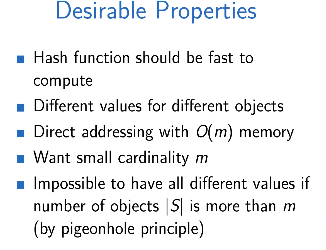 Desirable Properties
Hash function should be fast to
compute
Different values for different objects
Direct addressing with O(m) memory
Want small cardinality m
Impossible to have all different values if
number of objects |S| is more than m
(by pigeonhole principle)